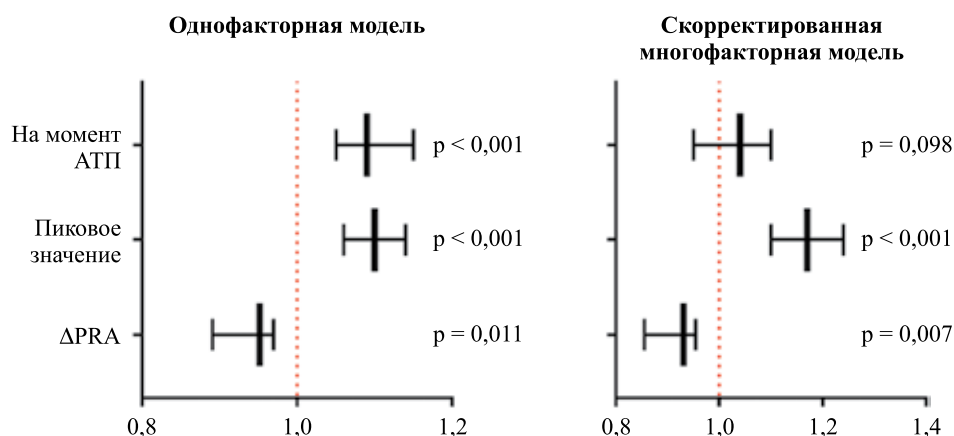 Однофакторная модель
Скорректированная
многофакторная модель
На момент
АТП
p < 0,001
p = 0,098
Пиковое
значение
p < 0,001
p < 0,001
ΔPRA
p = 0,011
p = 0,007
0,8
1,0
1,2
0,8
1,0
1,2
1,4